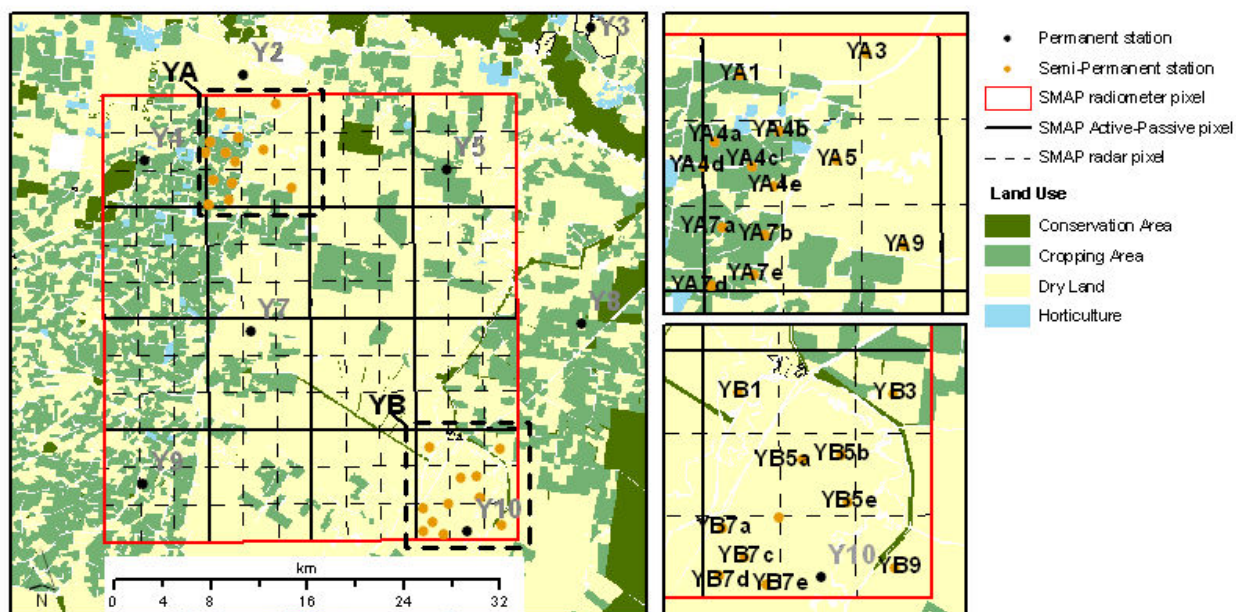 Y3
Y2
YA
Y4
Y5
Y7
Y8
YB
Y9
Y10
km
N
0 4 8 16 24 32
YA3
YA1
YA4a YA4b
YA4d YA4c YA5
YA4e
YA7a YA7b
YA9
YA7e
YA7d
YB1 YB3
YB5a YB5b
YB5e
YB7a
YB7c Y10
YB9
YB7d YB7e
Permanent station
Semi-Permanent station
SMAP radiometer pixel
SMAP Active-Passive pixel
SMAP radar pixel
Land Use
Conservation Area
Cropping Area
Dry Land
Horticulture